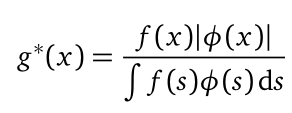 g*(x) = f(x)|ϕ(x)| / ∫ f(s)ϕ(s) ds